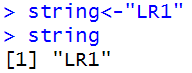 > string<-"LR1"
> string
[1] "LR1"